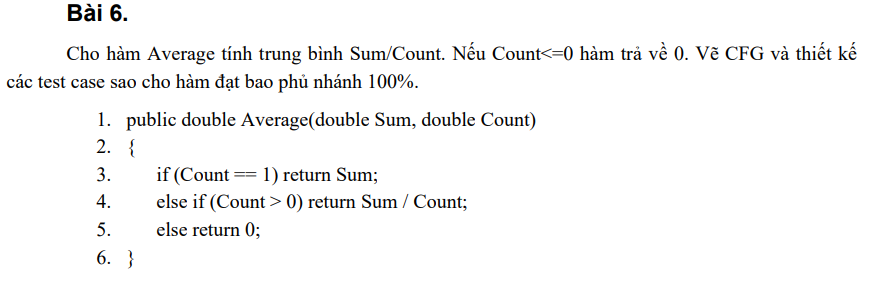 Bài 6.
Cho hàm Average tính trung bình Sum/Count. Nếu Count<=0 hàm trả về 0. Vẽ CFG và thiết kế
các test case sao cho hàm đạt bao phủ nhánh 100%.
1. public double Average(double Sum, double Count)
2. {
3. if (Count == 1) return Sum;
4. else if (Count > 0) return Sum / Count;
5. else return 0;
6. }